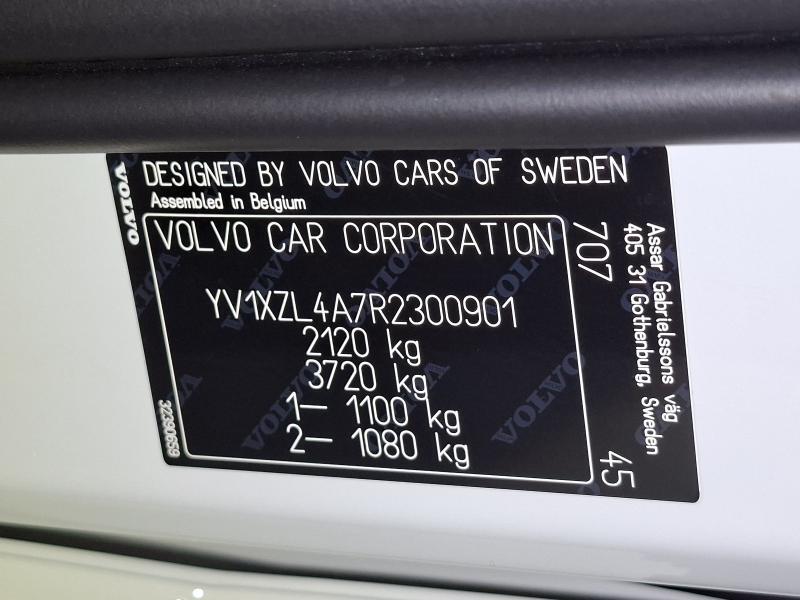 DESIGNED BY VOLVO CARS OF SWEDEN
Assembled in Belgium
VOLVO
VOLVO CAR CORPORATION
YV1XZL4A7R2300901
2120 kg
3720 kg
1– 1100 kg
2– 1080 kg
32390659
707
45
Assar Gabrielssons väg
405 31 Gothenburg, Sweden